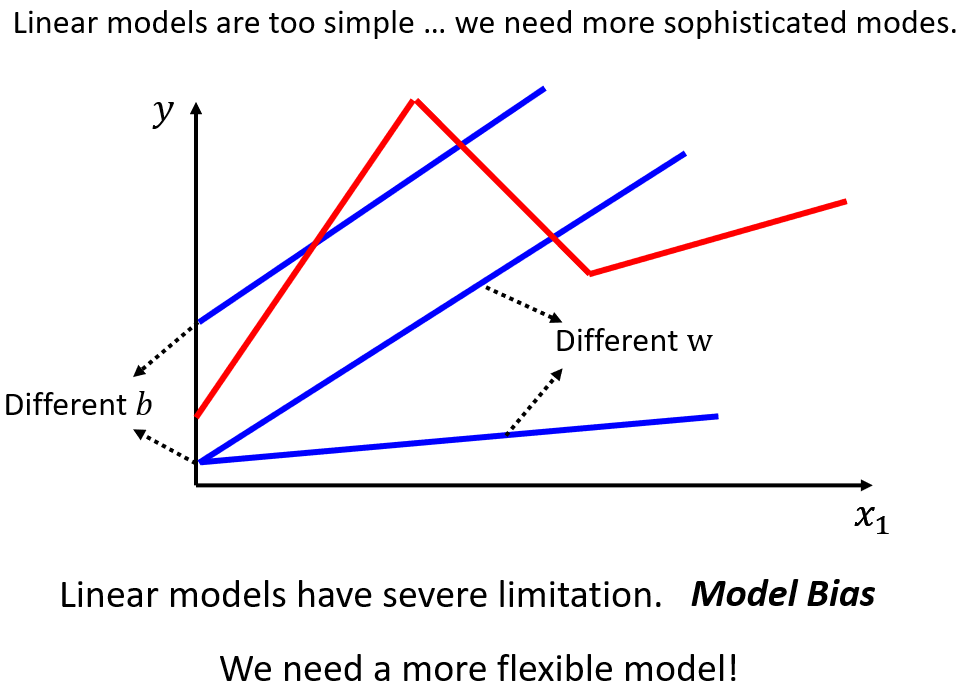 Linear models are too simple … we need more sophisticated modes.
y
Different w
Different b
x₁
Linear models have severe limitation. Model Bias
We need a more flexible model!